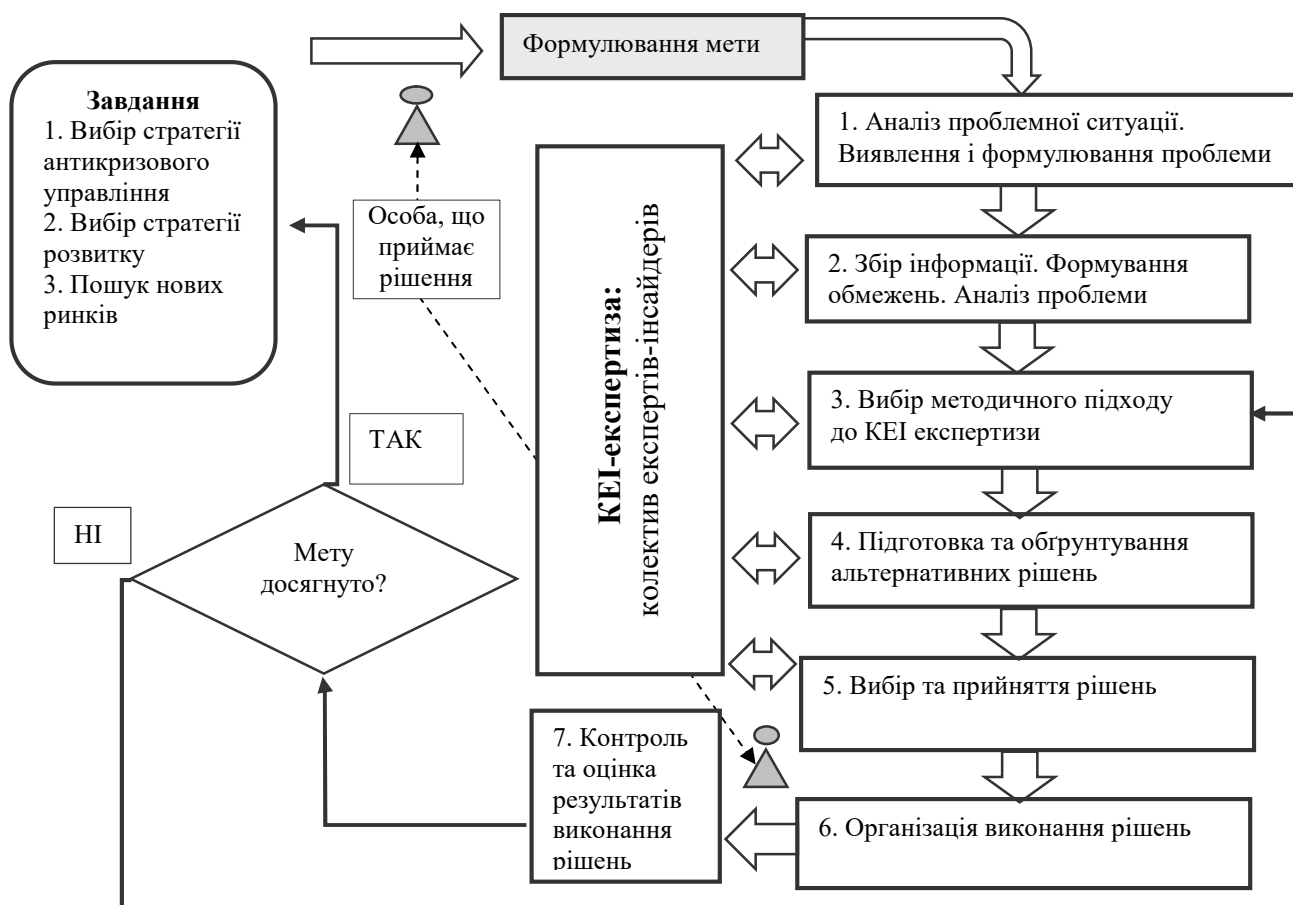 Формулювання мети
Завдання
1. Вибір стратегії
антикризового
управління
2. Вибір стратегії
розвитку
3. Пошук нових
ринків
Особа, що
приймає
рішення
КЕІ-експертиза:
колектив експертів-інсайдерів
1. Аналіз проблемної ситуації.
Виявлення і формулювання проблеми
2. Збір інформації. Формування
обмежень. Аналіз проблеми
3. Вибір методичного підходу
до КЕІ експертизи
4. Підготовка та обґрунтування
альтернативних рішень
5. Вибір та прийняття рішень
6. Організація виконання рішень
7. Контроль
та оцінка
результатів
виконання
рішень
Мету
досягнуто?
ТАК
НІ